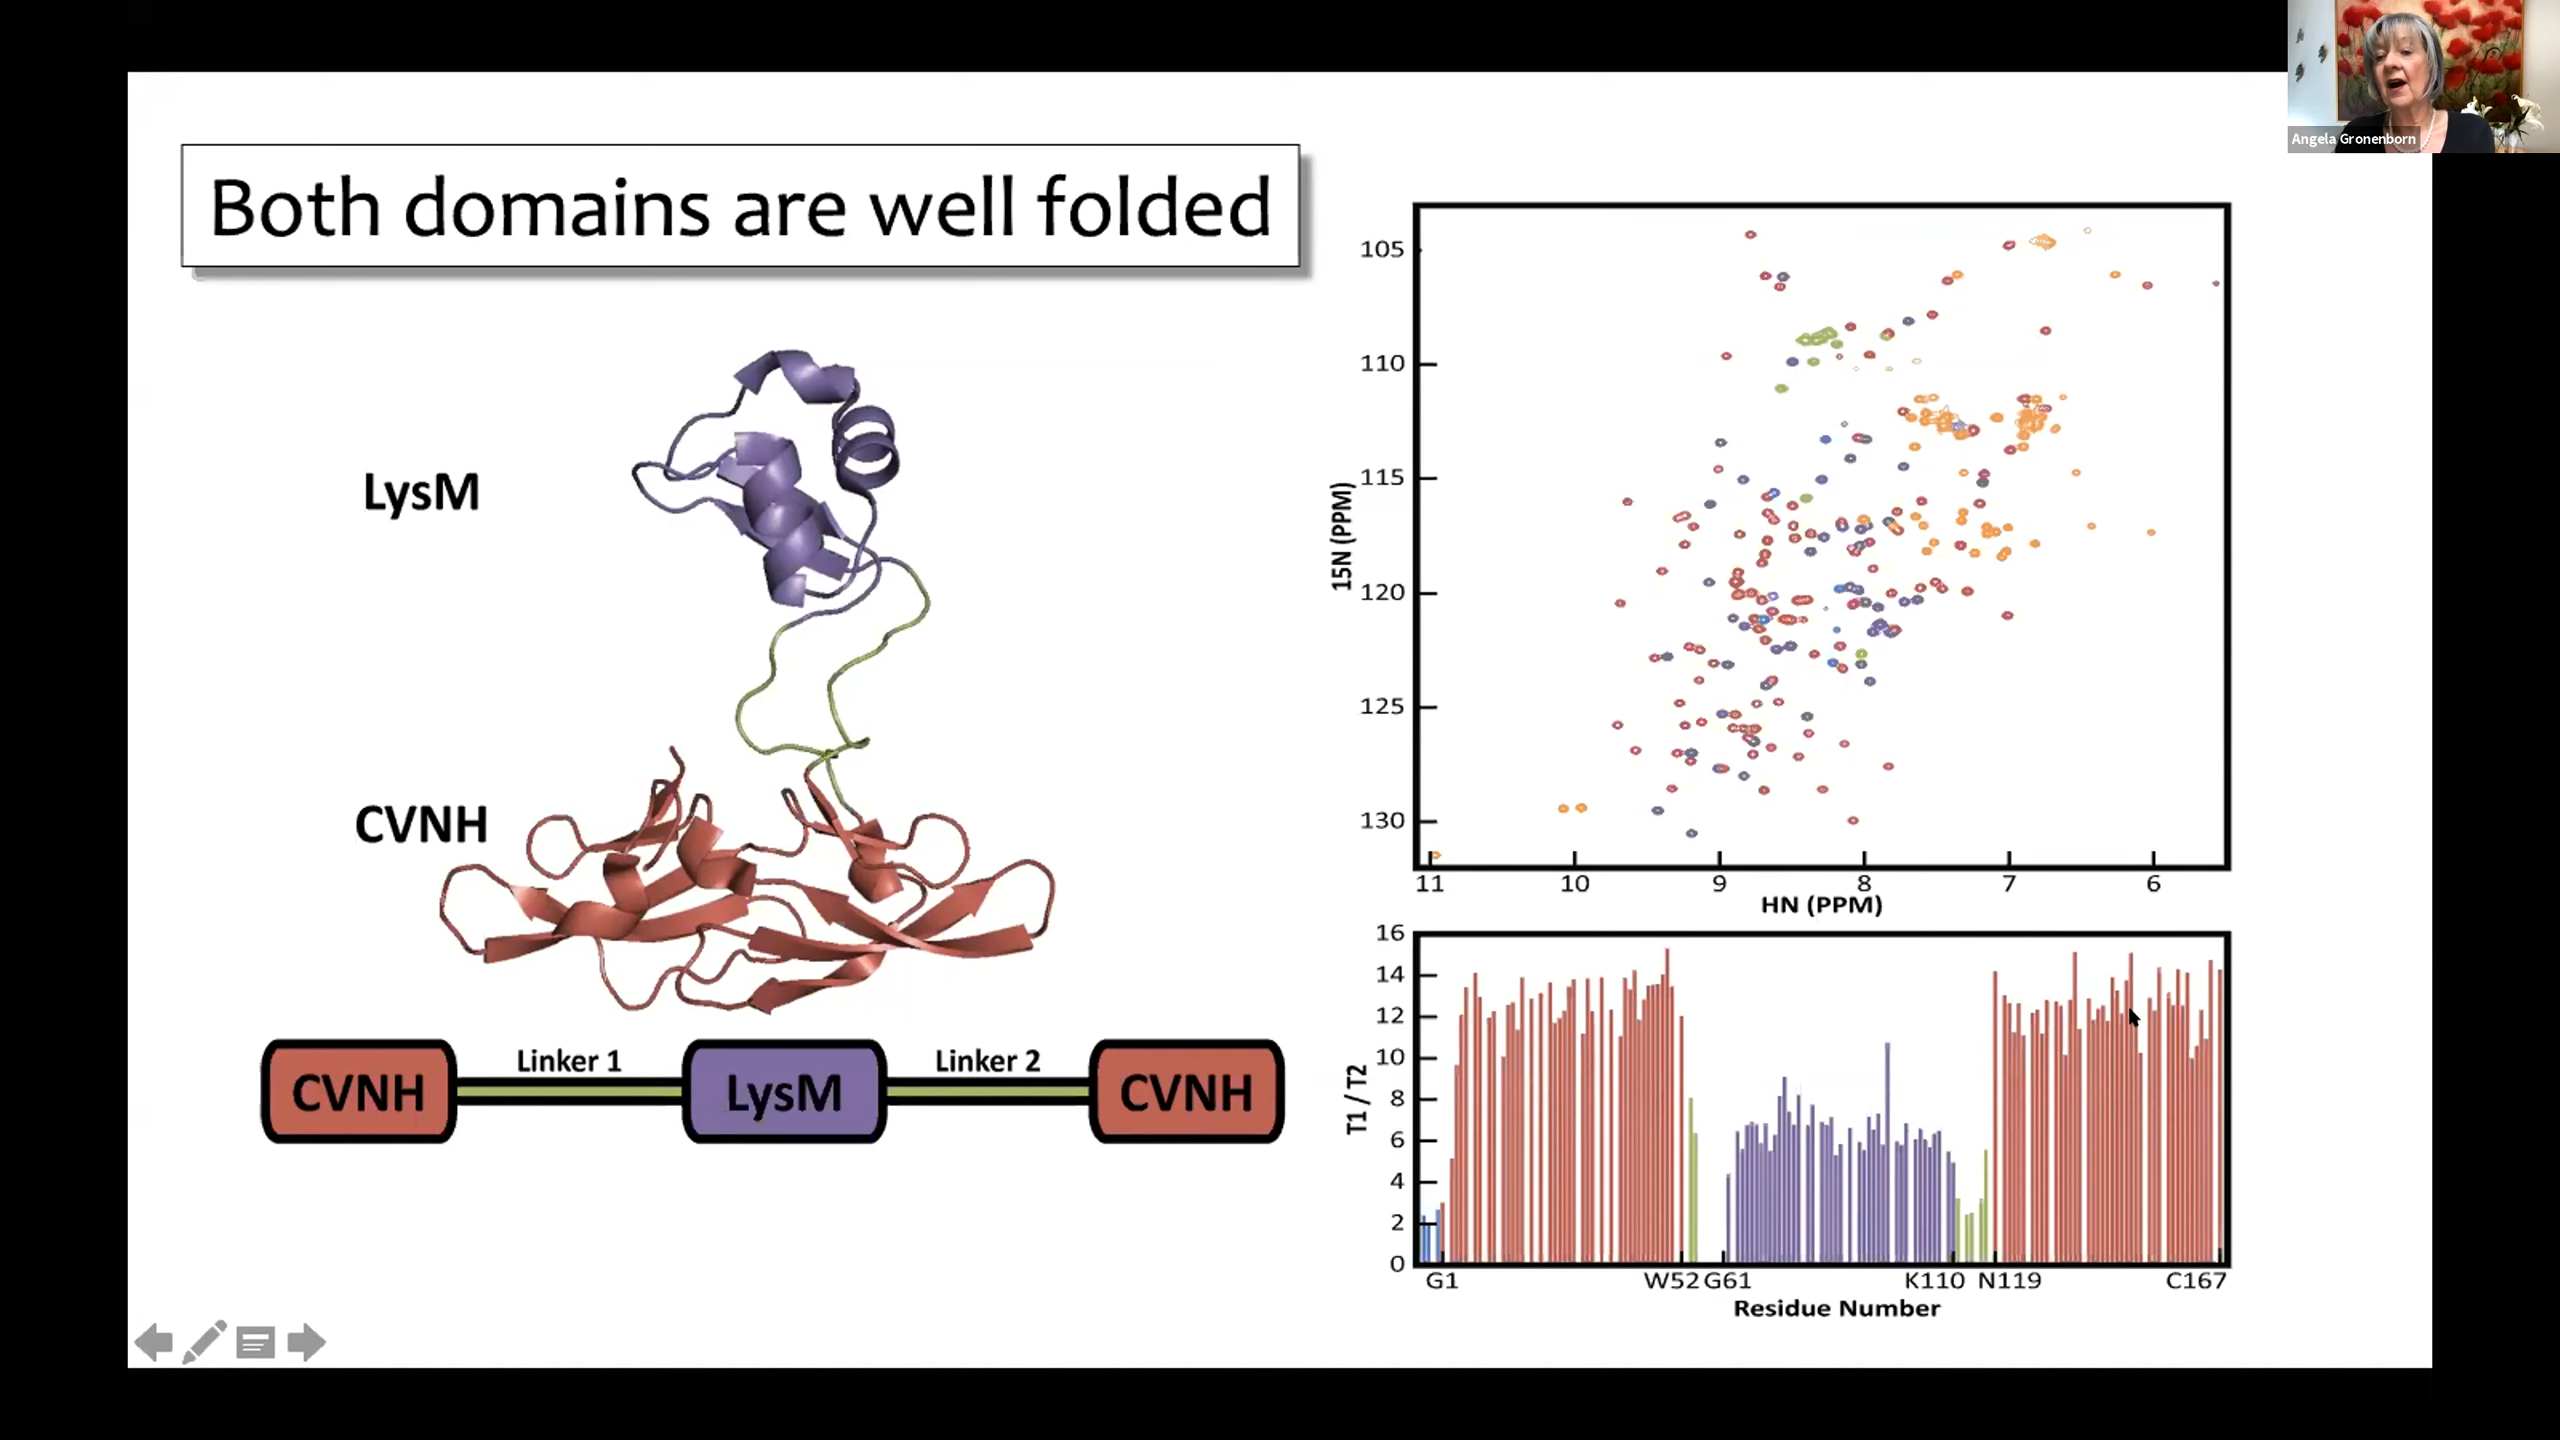 Angela Gronenborn
Both domains are well folded
LysM
CVNH
CVNH
Linker 1
LysM
Linker 2
CVNH
105
110
115
120
125
130
15N (PPM)
11 10 9 8 7 6
HN (PPM)
16
14
12
10
8
6
4
2
0
T1 / T2
G1 W52 G61 K110 N119 C167
Residue Number